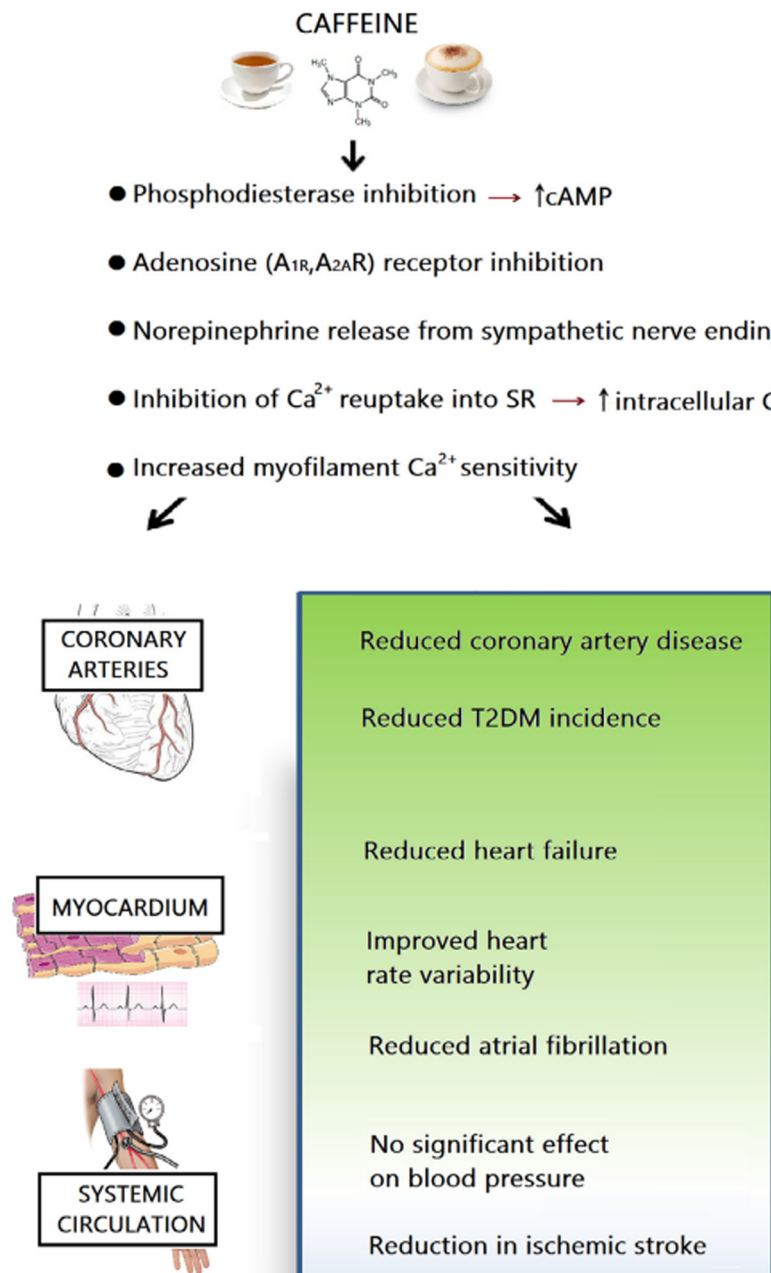 CAFFEINE
H₃C
O
CH₃
N
N
N
N
O
CH₃
● Phosphodiesterase inhibition → ↑cAMP
● Adenosine (A1R,A2AR) receptor inhibition
● Norepinephrine release from sympathetic nerve endin
● Inhibition of Ca²⁺ reuptake into SR → ↑ intracellular C
● Increased myofilament Ca²⁺ sensitivity
CORONARY
ARTERIES
Reduced coronary artery disease
Reduced T2DM incidence
Reduced heart failure
MYOCARDIUM
Improved heart
rate variability
Reduced atrial fibrillation
No significant effect
on blood pressure
SYSTEMIC
CIRCULATION
Reduction in ischemic stroke